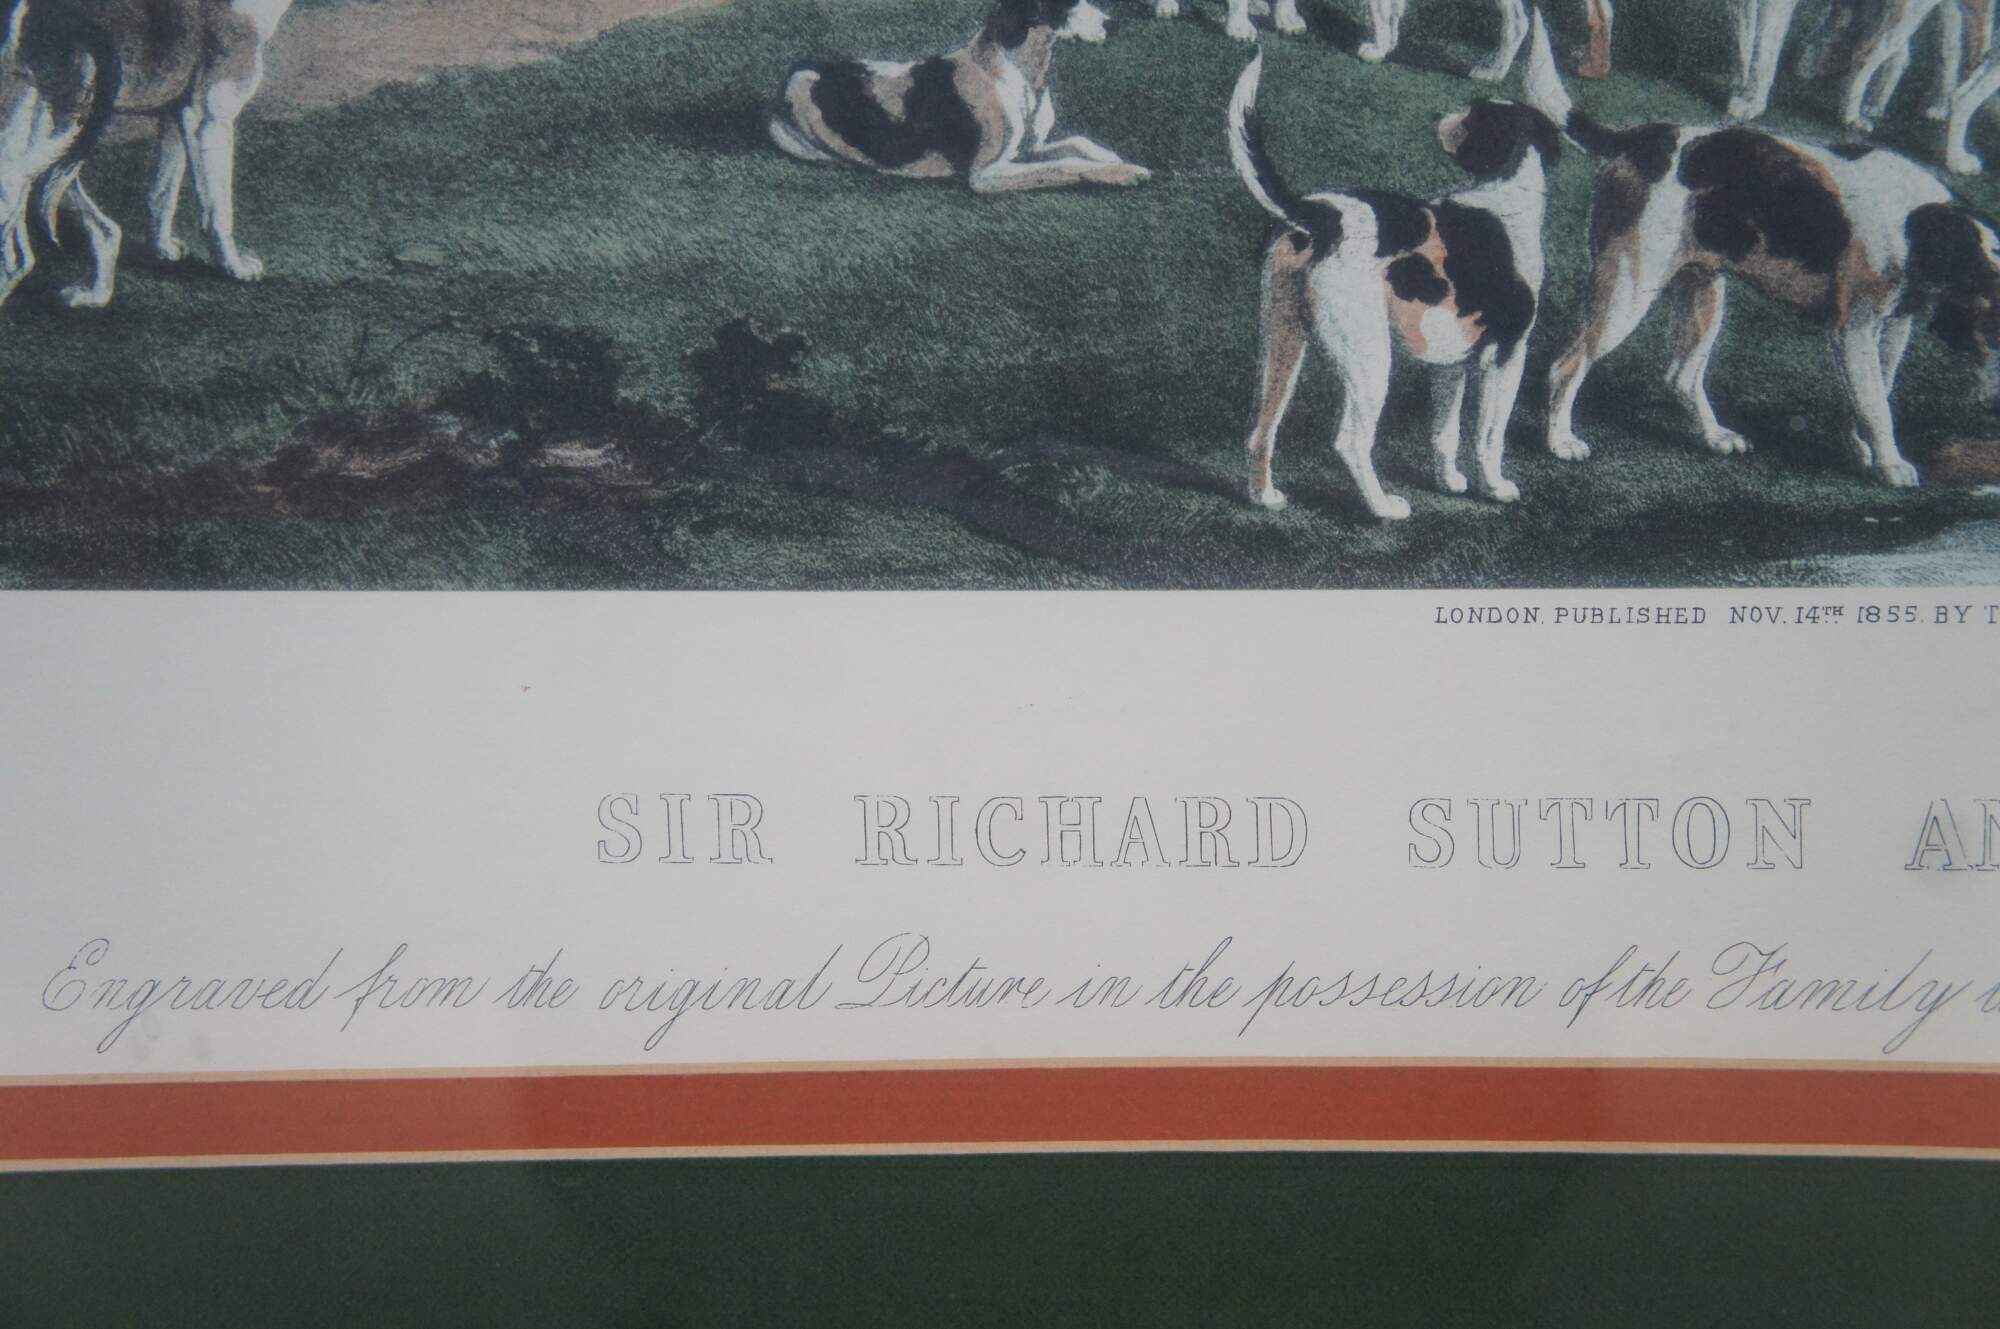 LONDON. PUBLISHED NOV. 14TH 1855. BY
SIR RICHARD SUTTON
Engraved from the original Picture in the possession of the Family